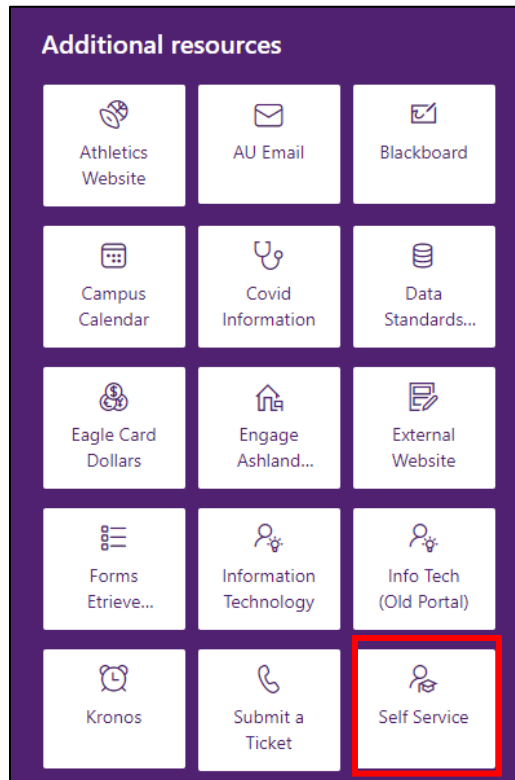 Additional resources
Athletics
Website
AU Email
Blackboard
Campus
Calendar
Covid
Information
Data
Standards...
Eagle Card
Dollars
Engage
Ashland...
External
Website
Forms
Etrieve...
Information
Technology
Info Tech
(Old Portal)
Kronos
Submit a
Ticket
Self Service